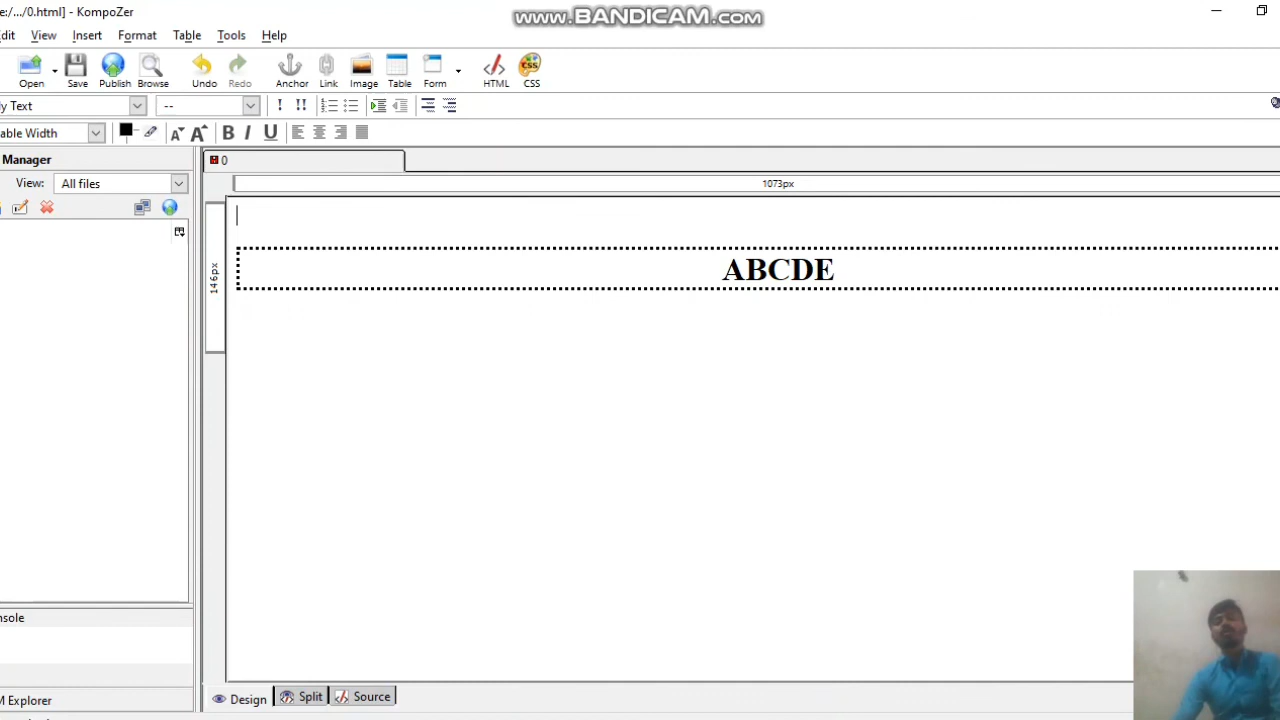 e:/.../0.html] - KompoZer
www.BANDICAM.com
dit View Insert Format Table Tools Help
Open Save Publish Browse Undo Redo Anchor Link Image Table Form HTML CSS
y Text --
able Width B I U
Manager
0
View: All files
1073px
146px
ABCDE
nsole
M Explorer
Design Split Source